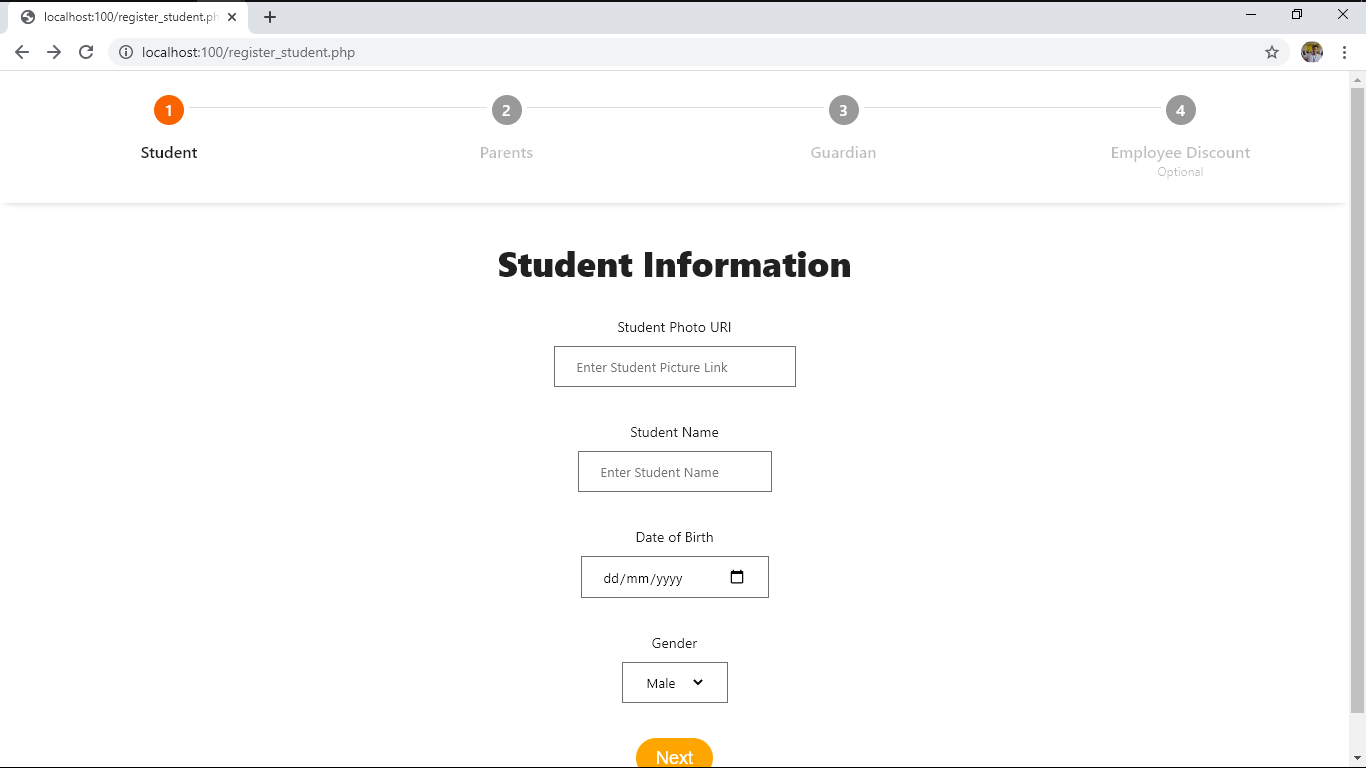 localhost:100/register_student.ph
localhost:100/register_student.php
1
2
3
4
Student
Parents
Guardian
Employee Discount
Optional
Student Information
Student Photo URI
Enter Student Picture Link
Student Name
Enter Student Name
Date of Birth
dd/mm/yyyy
Gender
Male
Next